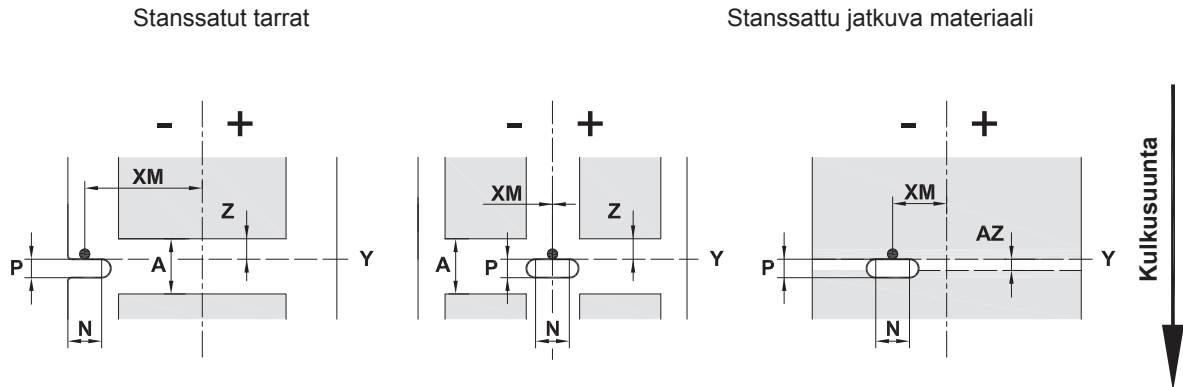 Stanssatut tarrat
Stanssattu jatkuva materiaali
- +
XM
Z
P
A
Y
N
- +
XM
Z
A
P
Y
N
- +
XM
AZ
P
Y
N
Kulkusuunta